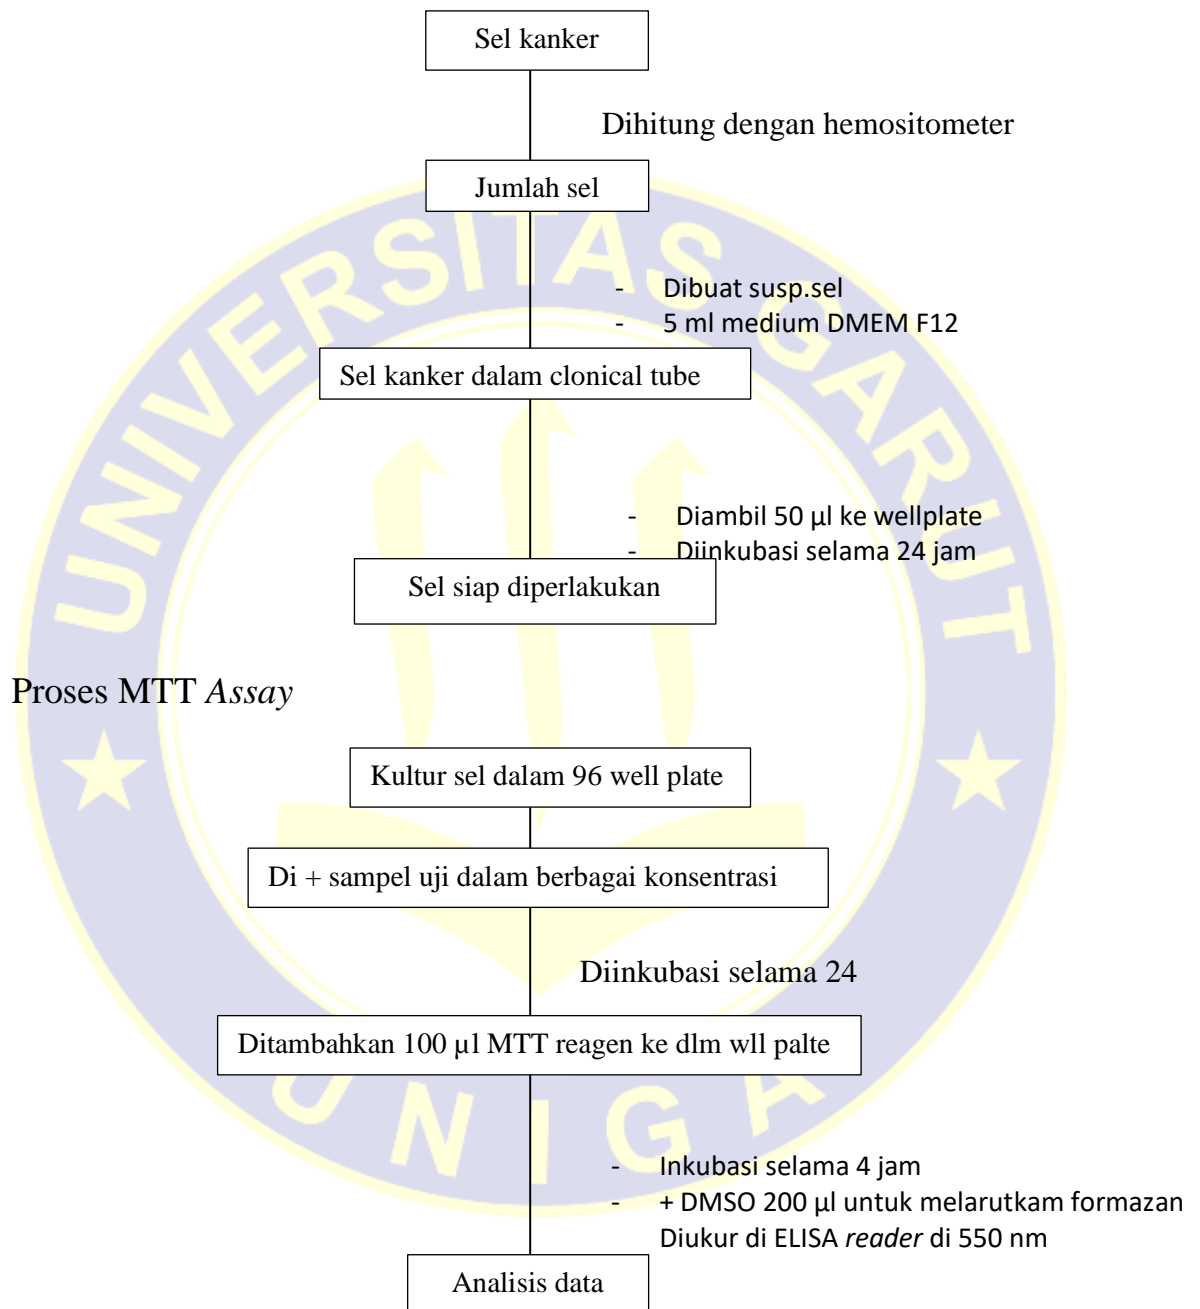 Sel kanker
Dihitung dengan hemositometer
Jumlah sel
UNIVERSITAS GARUT
- Dibuat susp.sel
- 5 ml medium DMEM F12
Sel kanker dalam clonical tube
- Diambil 50 µl ke wellplate
- Diinkubasi selama 24 jam
Sel siap diperlakukan
Proses MTT Assay
Kultur sel dalam 96 well plate
Di + sampel uji dalam berbagai konsentrasi
Diinkubasi selama 24
Ditambahkan 100 µl MTT reagen ke dlm wll palte
UNIGA
- Inkubasi selama 4 jam
- + DMSO 200 µl untuk melarutkam formazan
Diukur di ELISA reader di 550 nm
Analisis data